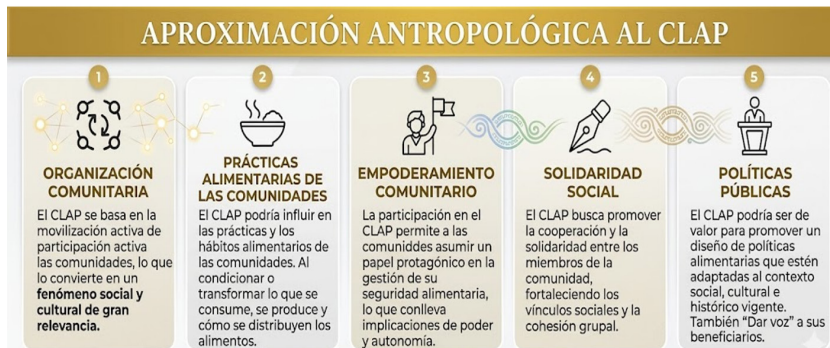 APROXIMACIÓN ANTROPOLÓGICA AL CLAP
1
ORGANIZACIÓN
COMUNITARIA
El CLAP se basa en la
movilización activa de
participación activa
las comunidades, lo que
lo convierte en un
fenómeno social y
cultural de gran
relevancia.
2
PRÁCTICAS
ALIMENTARIAS DE
LAS COMUNIDADES
El CLAP podría influir en
las prácticas y los
hábitos alimentarios de
las comunidades. Al
condicionar o
transformar lo que se
consume, se produce y
cómo se distribuyen los
alimentos.
3
EMPODERAMIENTO
COMUNITARIO
La participación en el
CLAP permite a las
comuniddes asumir un
papel protagónico en la
gestión de su
seguridad alimentaria,
lo que conlleva
implicaciones de poder
y autonomía.
4
SOLIDARIDAD
SOCIAL
El CLAP busca promover
la cooperación y la
solidaridad entre los
miembros de la
comunidad,
fortaleciendo los
vínculos sociales y la
cohesión grupal.
5
POLÍTICAS
PÚBLICAS
El CLAP podría ser de
valor para promover un
diseño de políticas
alimentarias que estén
adaptadas al contexto
social, cultural e
histórico vigente.
También “Dar voz” a sus
beneficiarios.